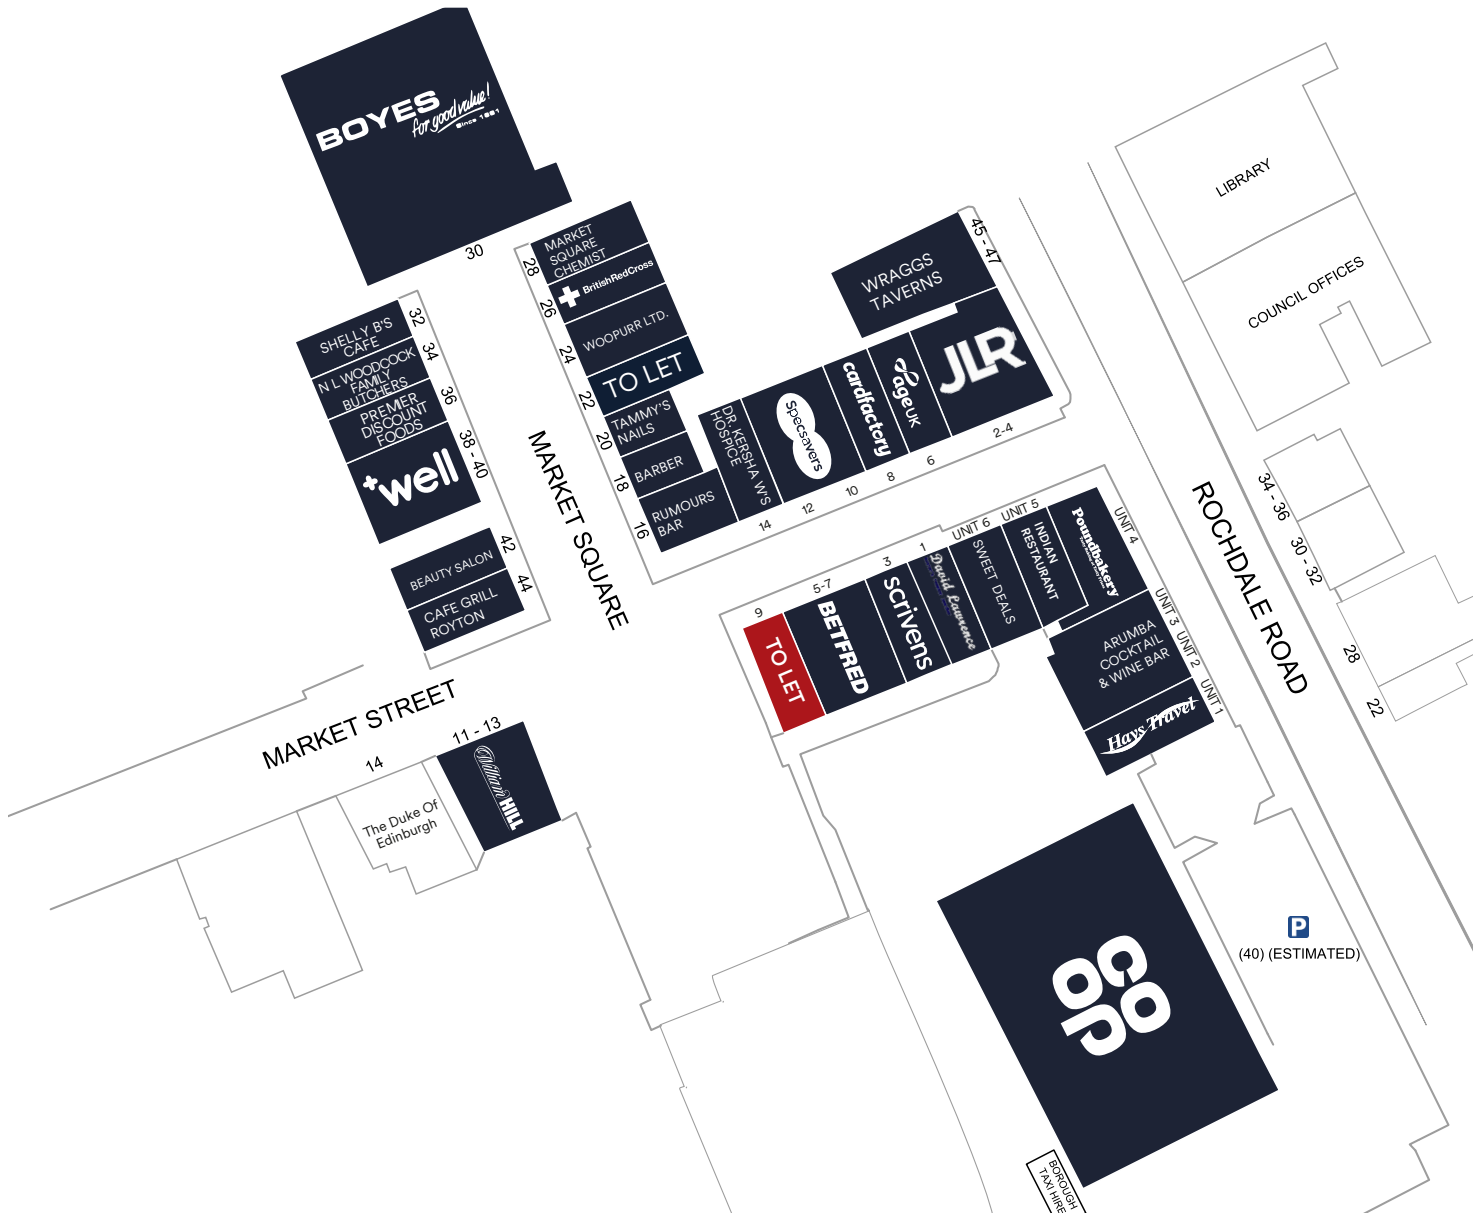 BOYES
for good value!
Since 1881
30
MARKET
SQUARE
CHEMIST
28
BritishRedCross
26
WOOPURR LTD.
24
TO LET
22
TAMMY'S
NAILS
20
BARBER
18
RUMOURS
BAR
16
SHELLY B'S
CAFE
32
N L WOODCOCK
FAMILY
BUTCHERS
34
PREMIER
DISCOUNT
FOODS
36
well
38 - 40
BEAUTY SALON
42
CAFE GRILL
ROYTON
44
MARKET SQUARE
DR. KERSHAW'S
HOSPICE
14
Specsavers
12
cardfactory
10
8
ageUK
6
JLR
2-4
WRAGGS
TAVERNS
45 - 47
LIBRARY
COUNCIL OFFICES
34 - 36
30 - 32
28
22
ROCHDALE ROAD
9
TO LET
5-7
BETFRED
3
Scrivens
1
David Lawrence
UNIT 6
SWEET DEALS
UNIT 5
INDIAN
RESTAURANT
Poundbakery
UNIT 4
UNIT 3
ARUMBA
COCKTAIL
& WINE BAR
UNIT 2
UNIT 1
Hays Travel
MARKET STREET
14
The Duke Of
Edinburgh
11 - 13
William HILL
COOP
P
(40) (ESTIMATED)
BOROUGH
TAXI HIRE